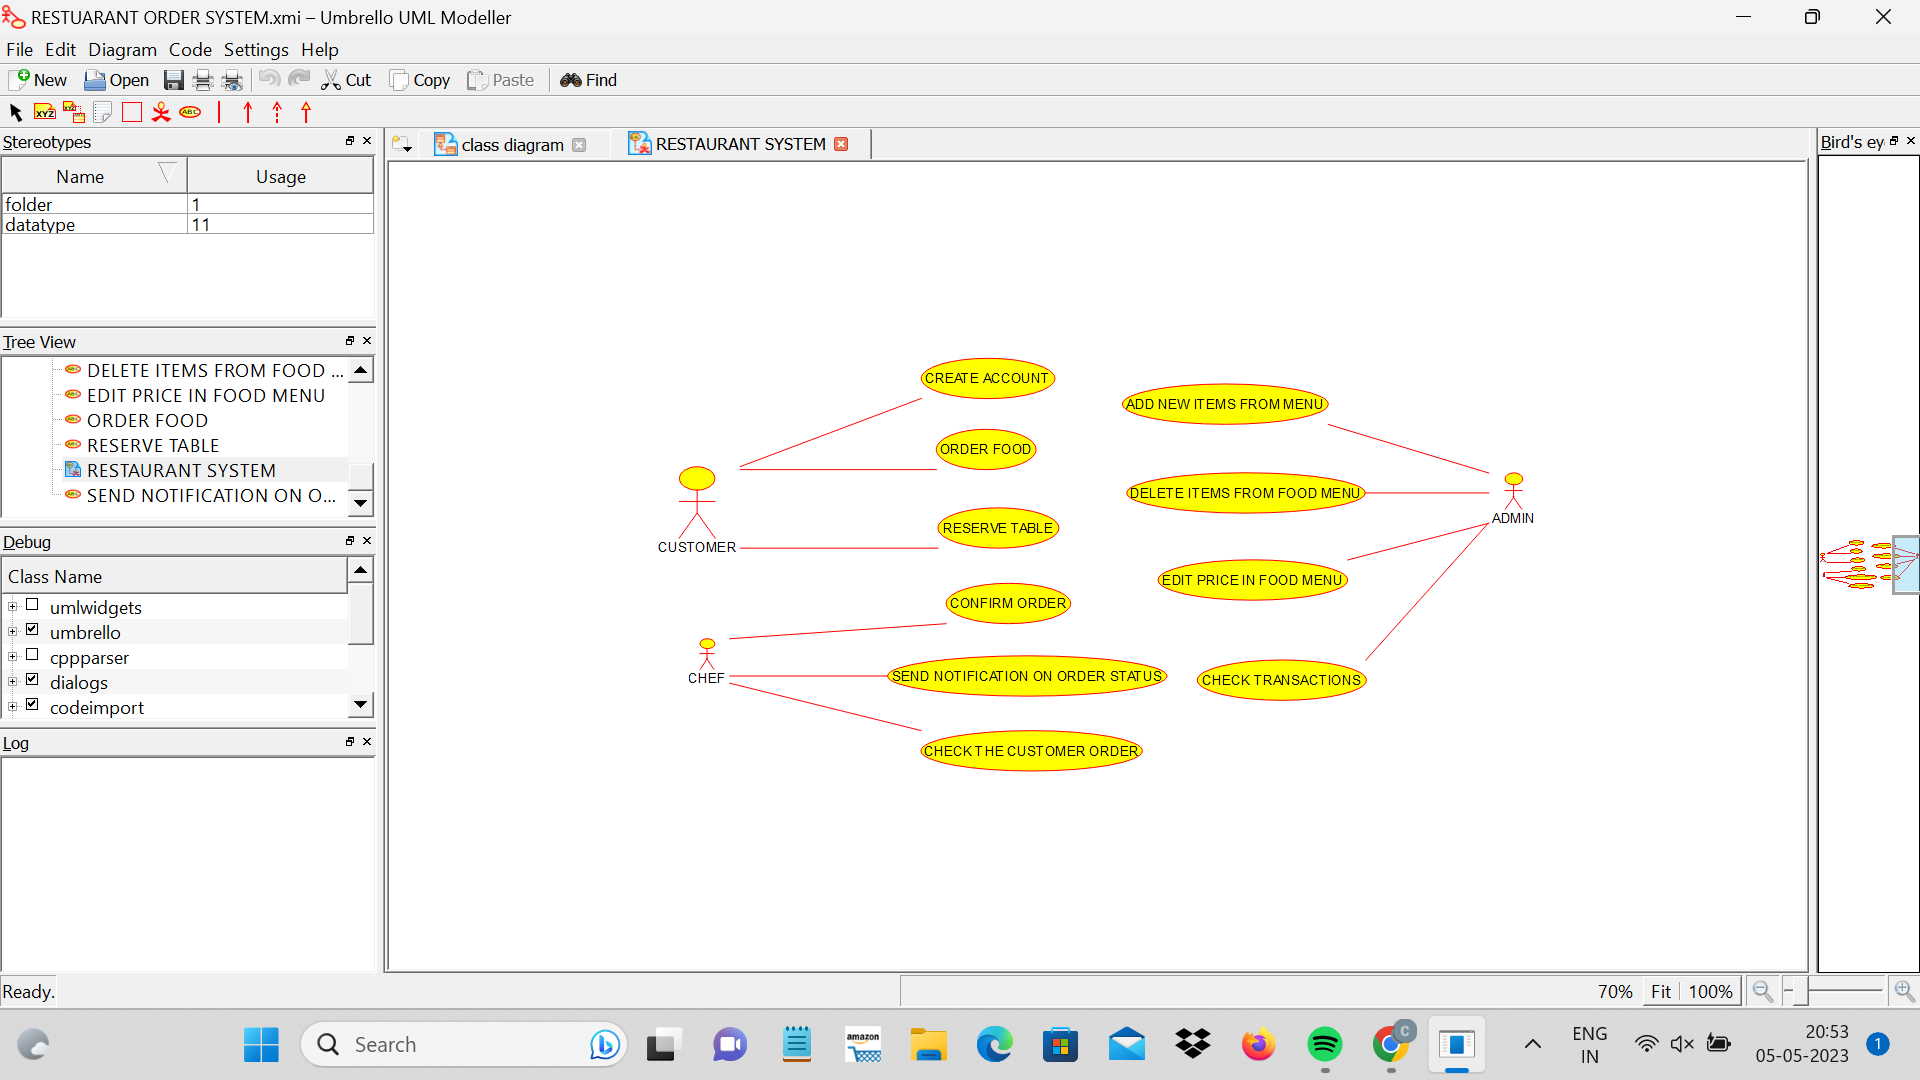 RESTUARANT ORDER SYSTEM.xmi – Umbrello UML Modeller
File Edit Diagram Code Settings Help
New Open Cut Copy Paste Find
XYZ XYZ ABC
Stereotypes
Name Usage
folder 1
datatype 11
Tree View
DELETE ITEMS FROM FOOD ...
EDIT PRICE IN FOOD MENU
ORDER FOOD
RESERVE TABLE
RESTAURANT SYSTEM
SEND NOTIFICATION ON O...
Debug
Class Name
umlwidgets
umbrello
cppparser
dialogs
codeimport
Log
class diagram RESTAURANT SYSTEM
CREATE ACCOUNT
ORDER FOOD
RESERVE TABLE
CUSTOMER
CONFIRM ORDER
CHEF
SEND NOTIFICATION ON ORDER STATUS
CHECK THE CUSTOMER ORDER
ADD NEW ITEMS FROM MENU
DELETE ITEMS FROM FOOD MENU
ADMIN
EDIT PRICE IN FOOD MENU
CHECK TRANSACTIONS
Bird's ey
Ready.
70% Fit 100%
Search
amazon
C
ENG
IN
20:53
05-05-2023
1